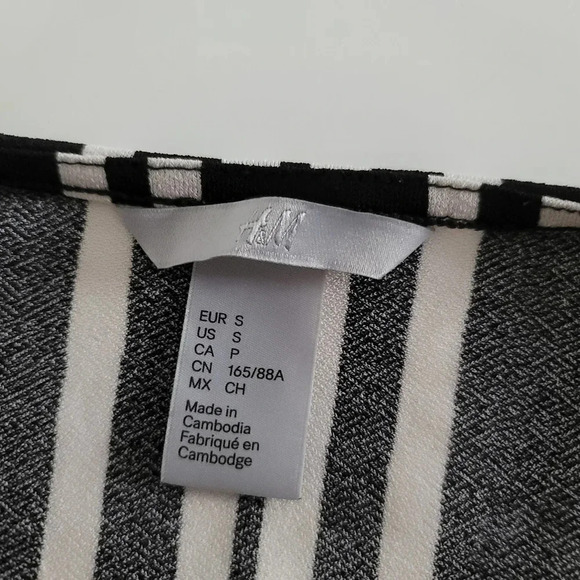 H&M
EUR S
US S
CA P
CN 165/88A
MX CH
Made in
Cambodia
Fabriqué en
Cambodge